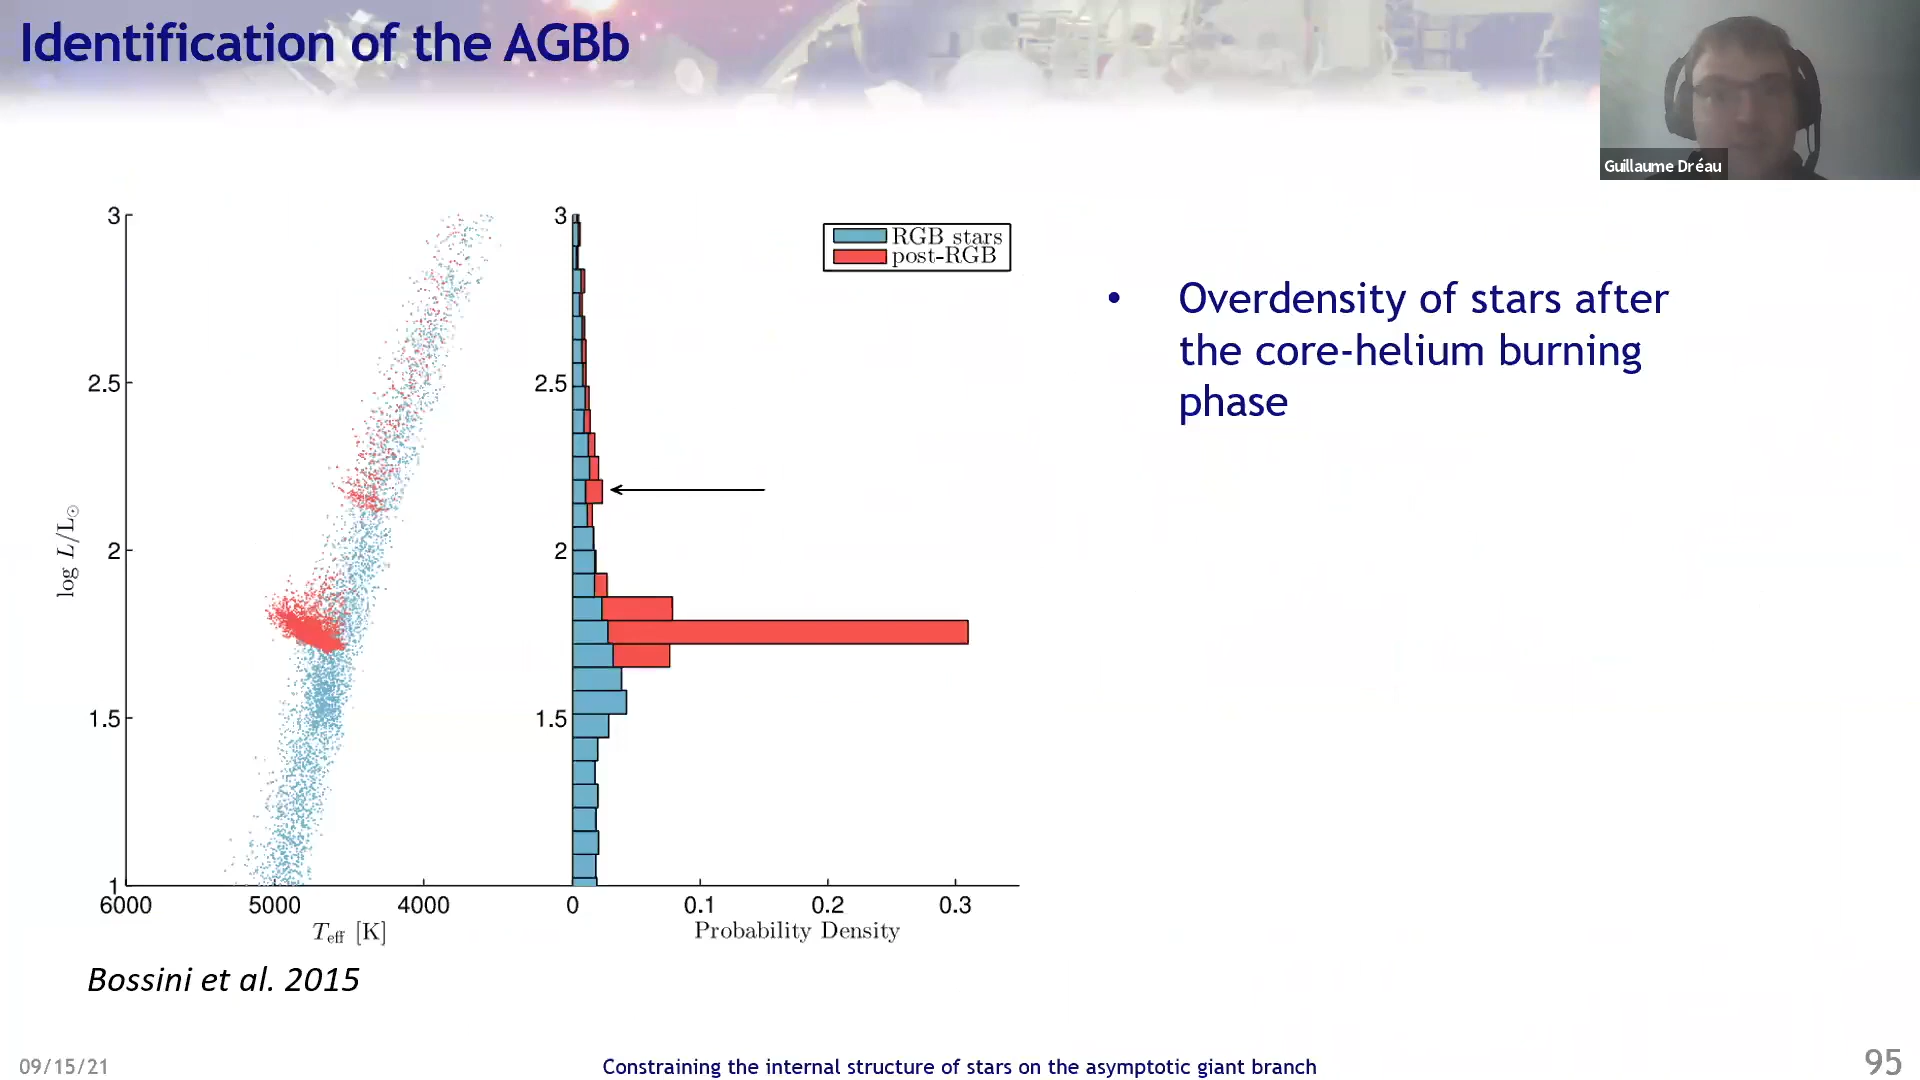 Identification of the AGBb
Guillaume Dréau
3
2.5
2
1.5
1
log L/L☉
6000
5000
4000
Teff [K]
3
2.5
2
1.5
0
0.1
0.2
0.3
Probability Density
RGB stars
post-RGB
• Overdensity of stars after
the core-helium burning
phase
Bossini et al. 2015
09/15/21
Constraining the internal structure of stars on the asymptotic giant branch
95